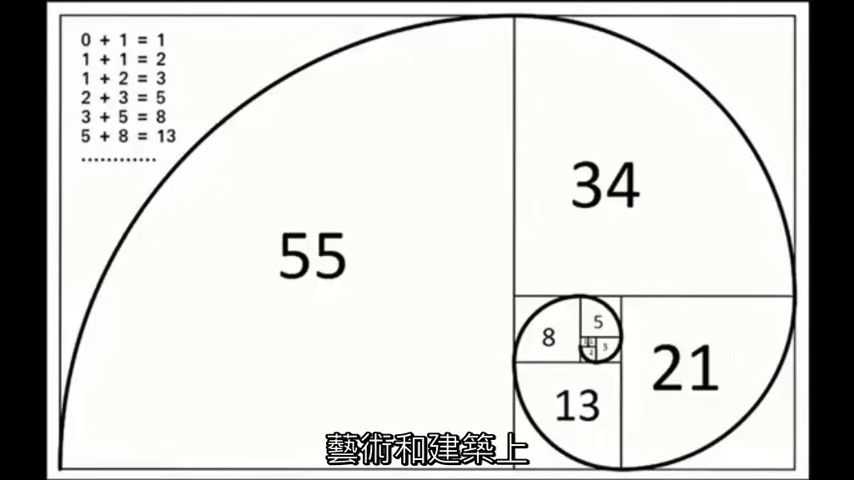 0 + 1 = 1
1 + 1 = 2
1 + 2 = 3
2 + 3 = 5
3 + 5 = 8
5 + 8 = 13
............
34
55
5
8
3
21
13
藝術和建築上